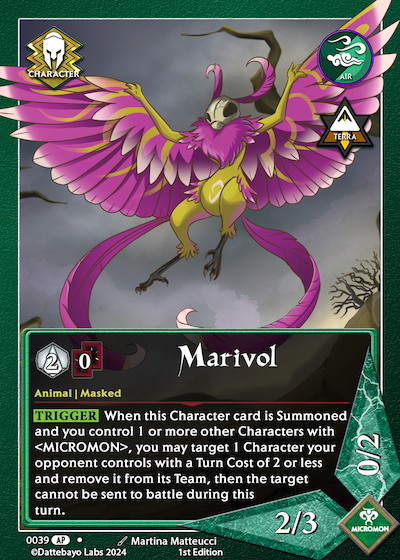 CHARACTER
AIR
TERRA
2 0 Marivol
Animal | Masked
TRIGGER When this Character card is Summoned
and you control 1 or more other Characters with
<MICROMON>, you may target 1 Character your
opponent controls with a Turn Cost of 2 or less
and remove it from its Team, then the target
cannot be sent to battle during this
turn.
0/2
2/3
MICROMON
0039 AP Martina Matteucci
©Dattebayo Labs 2024 1st Edition